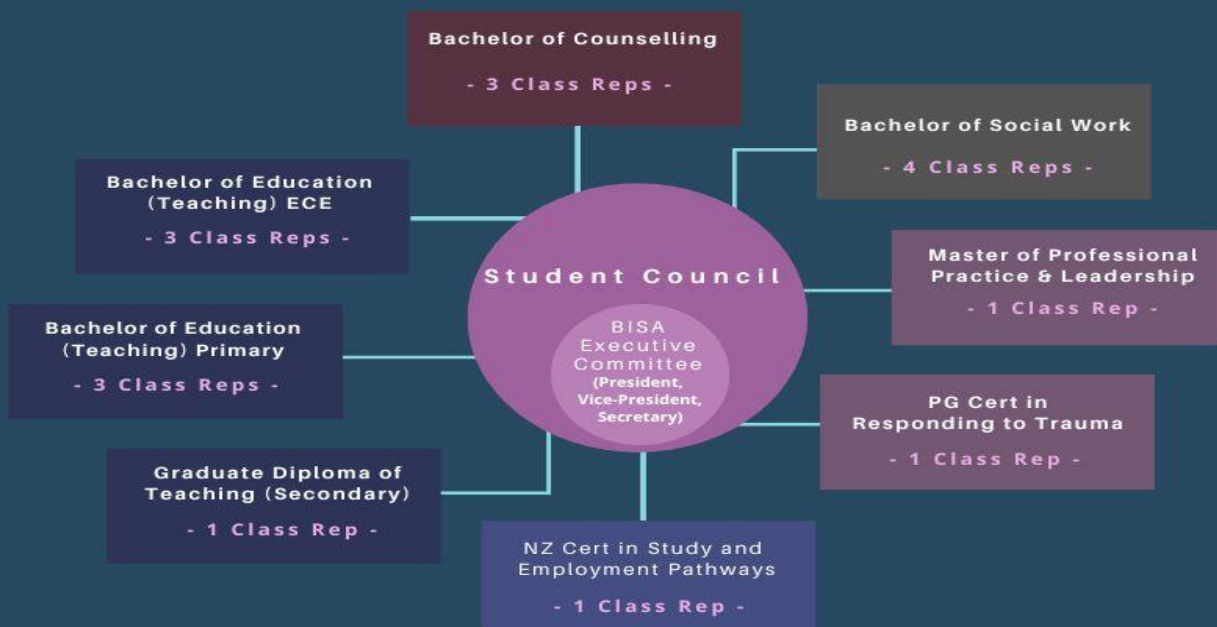 Bachelor of Counselling
- 3 Class Reps -
Bachelor of Social Work
- 4 Class Reps -
Bachelor of Education
(Teaching) ECE
- 3 Class Reps -
Master of Professional
Practice & Leadership
- 1 Class Rep -
Student Council
BISA
Executive
Committee
(President,
Vice-President,
Secretary)
Bachelor of Education
(Teaching) Primary
- 3 Class Reps -
PG Cert in
Responding to Trauma
- 1 Class Rep -
Graduate Diploma of
Teaching (Secondary)
- 1 Class Rep -
NZ Cert in Study and
Employment Pathways
- 1 Class Rep -